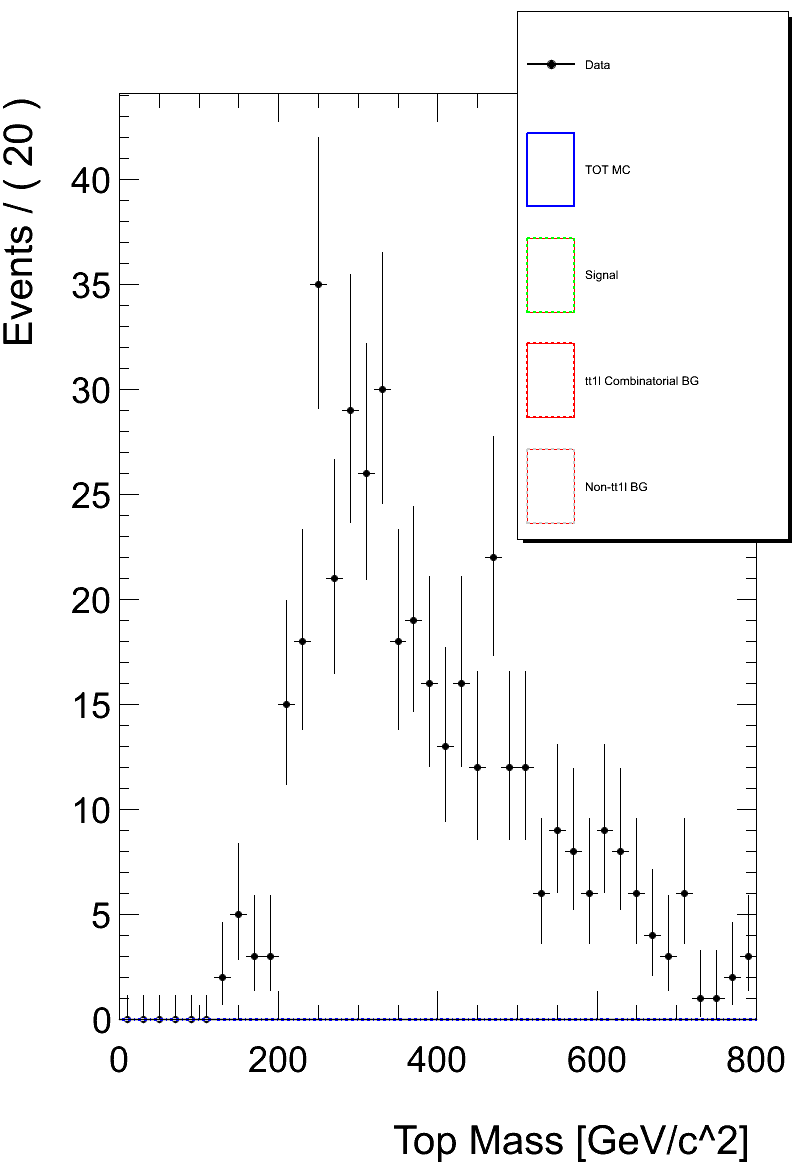 Data
TOT MC
Signal
tt1l Combinatorial BG
Non-tt1l BG
Events / ( 20 )
40
35
30
25
20
15
10
5
0
0 200 400 600 800
Top Mass [GeV/c^2]